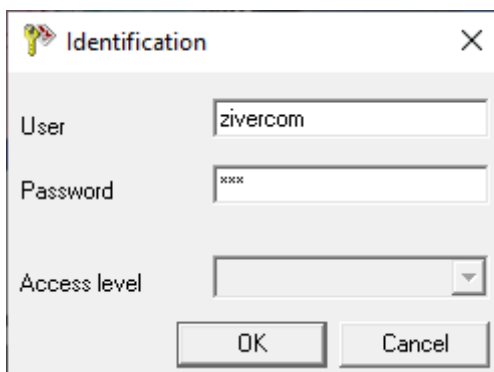 Identification
User
zivercom
Password
***
Access level
OK
Cancel